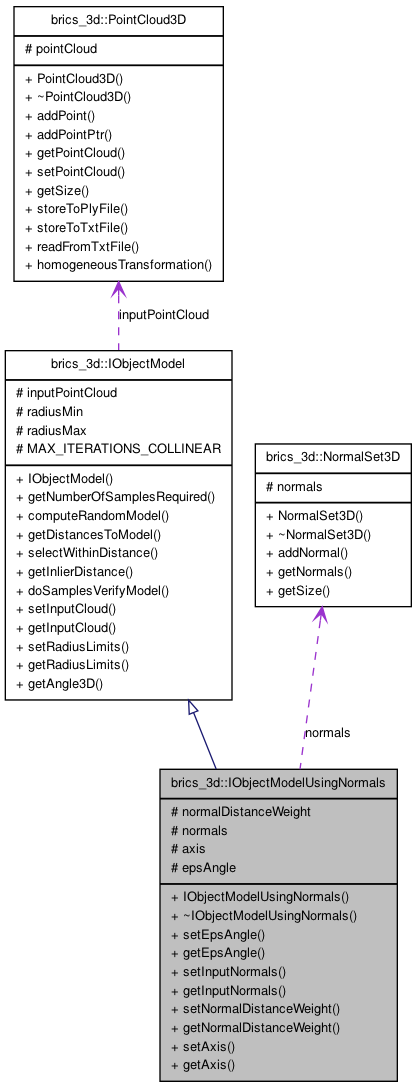 brics_3d::PointCloud3D
# pointCloud
+ PointCloud3D()
+ ~PointCloud3D()
+ addPoint()
+ addPointPtr()
+ getPointCloud()
+ setPointCloud()
+ getSize()
+ storeToPlyFile()
+ storeToTxtFile()
+ readFromTxtFile()
+ homogeneousTransformation()
inputPointCloud
brics_3d::IObjectModel
# inputPointCloud
# radiusMin
# radiusMax
# MAX_ITERATIONS_COLLINEAR
+ IObjectModel()
+ getNumberOfSamplesRequired()
+ computeRandomModel()
+ getDistancesToModel()
+ selectWithinDistance()
+ getInlierDistance()
+ doSamplesVerifyModel()
+ setInputCloud()
+ getInputCloud()
+ setRadiusLimits()
+ getRadiusLimits()
+ getAngle3D()
brics_3d::NormalSet3D
# normals
+ NormalSet3D()
+ ~NormalSet3D()
+ addNormal()
+ getNormals()
+ getSize()
normals
brics_3d::IObjectModelUsingNormals
# normalDistanceWeight
# normals
# axis
# epsAngle
+ IObjectModelUsingNormals()
+ ~IObjectModelUsingNormals()
+ setEpsAngle()
+ getEpsAngle()
+ setInputNormals()
+ getInputNormals()
+ setNormalDistanceWeight()
+ getNormalDistanceWeight()
+ setAxis()
+ getAxis()